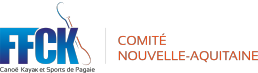 FFCK
Canoë Kayak et Sports de Pagaie
COMITÉ
NOUVELLE-AQUITAINE